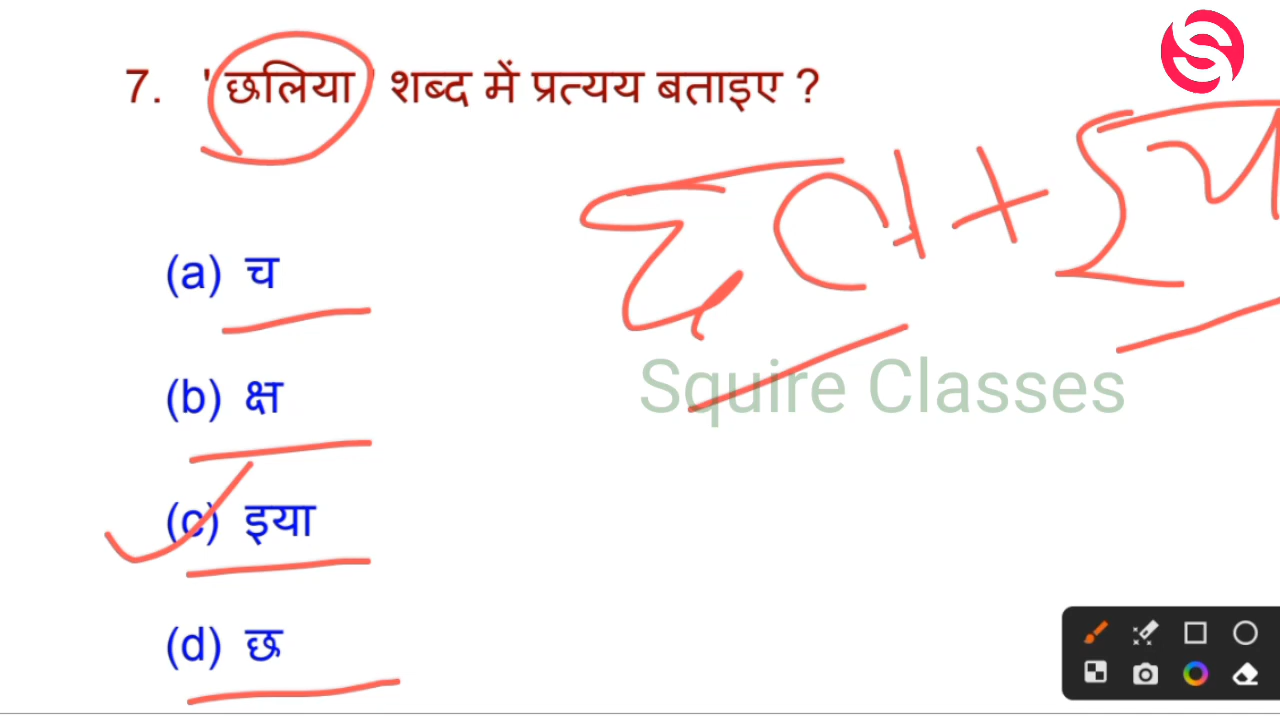 7. ' छलिया ' शब्द में प्रत्यय बताइए ?
छल + इया
(a) च
(b) क्ष
Squire Classes
(c) इया
(d) छ